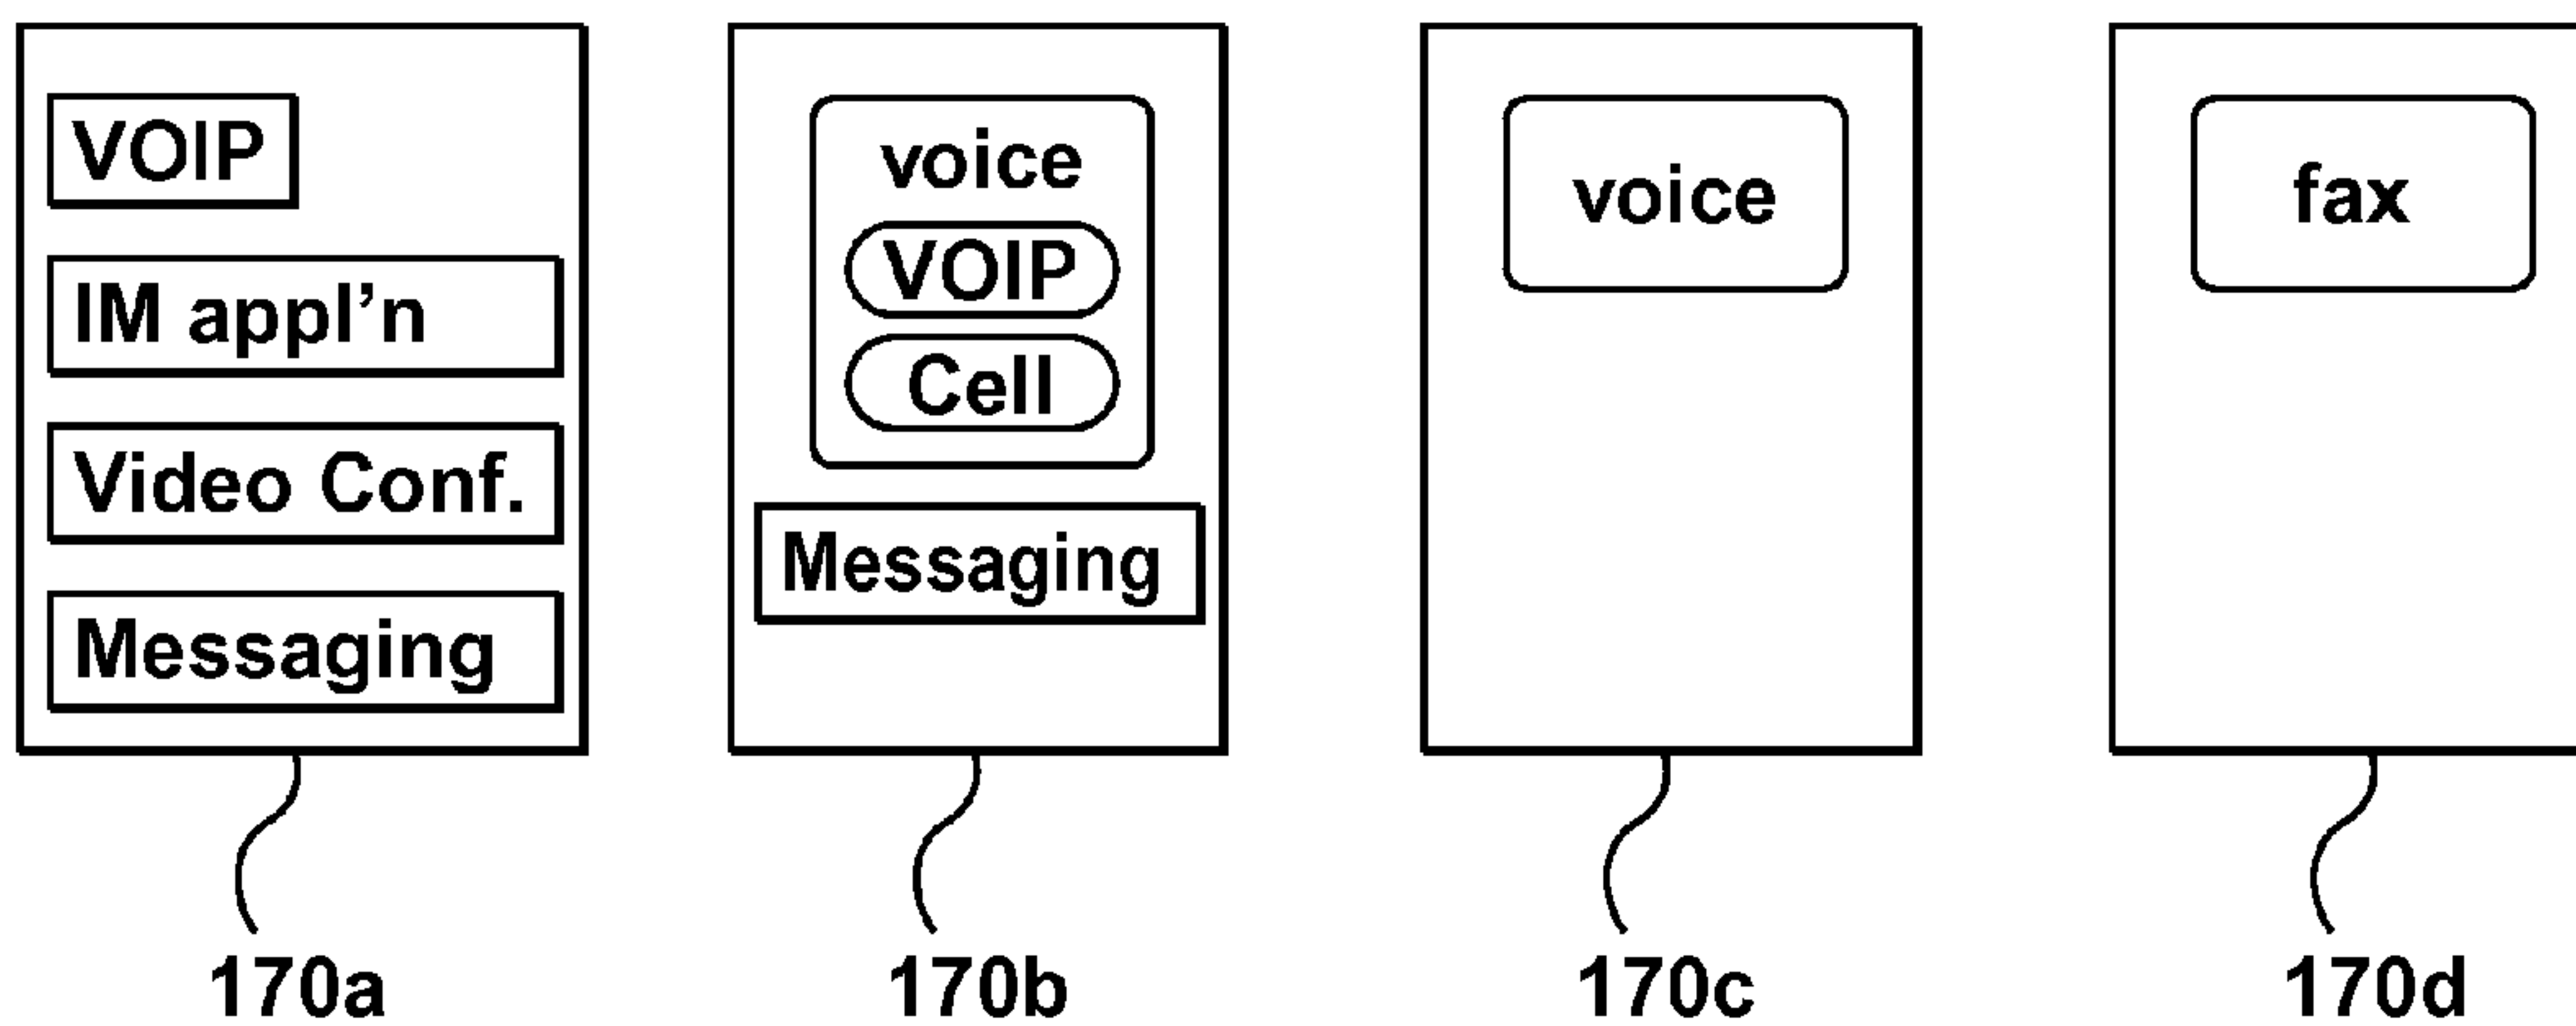 VOIP
IM appl'n
Video Conf.
Messaging
170a
voice
VOIP
Cell
Messaging
170b
voice
170c
fax
170d